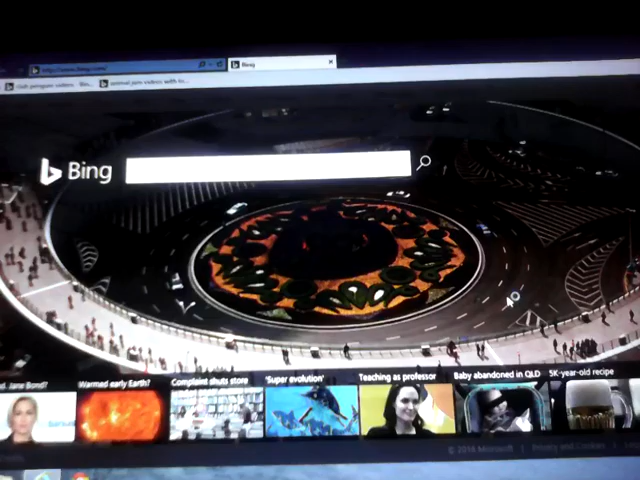 http://www.bing.com/
Bing
club penguin videos - Bin...
animal jam videos with to...
Bing
d. Jane Bond?
Warmed early Earth?
Complaint shuts store
'Super evolution'
Teaching as professor
Baby abandoned in QLD
5K-year-old recipe
© 2016 Microsoft | Privacy and Cookies |